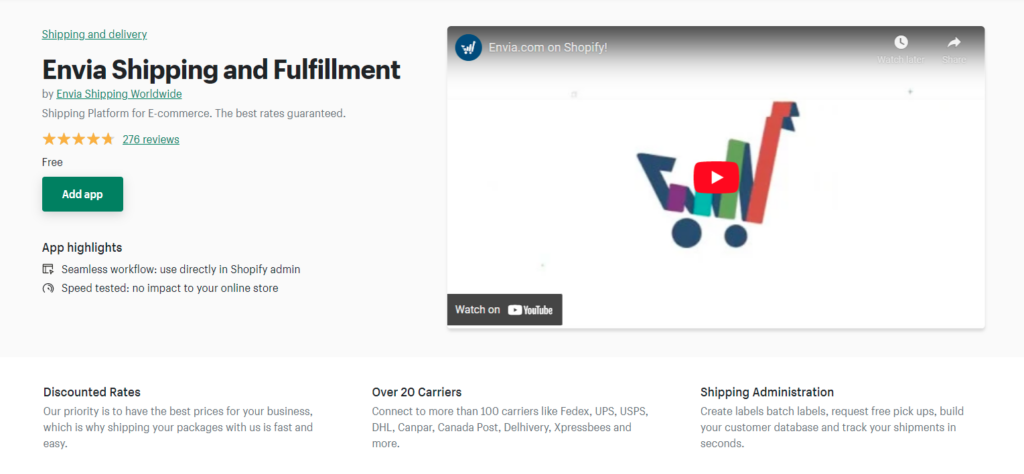 Shipping and delivery
Envia Shipping and Fulfillment
by Envia Shipping Worldwide
Shipping Platform for E-commerce. The best rates guaranteed.
276 reviews
Free
Add app
App highlights
Seamless workflow: use directly in Shopify admin
Speed tested: no impact to your online store
Envia.com on Shopify!
Watch later
Share
Watch on YouTube
Discounted Rates
Our priority is to have the best prices for your business,
which is why shipping your packages with us is fast and
easy.
Over 20 Carriers
Connect to more than 100 carriers like Fedex, UPS, USPS,
DHL, Canpar, Canada Post, Delhivery, Xpressbees and
more.
Shipping Administration
Create labels batch labels, request free pick ups, build
your customer database and track your shipments in
seconds.